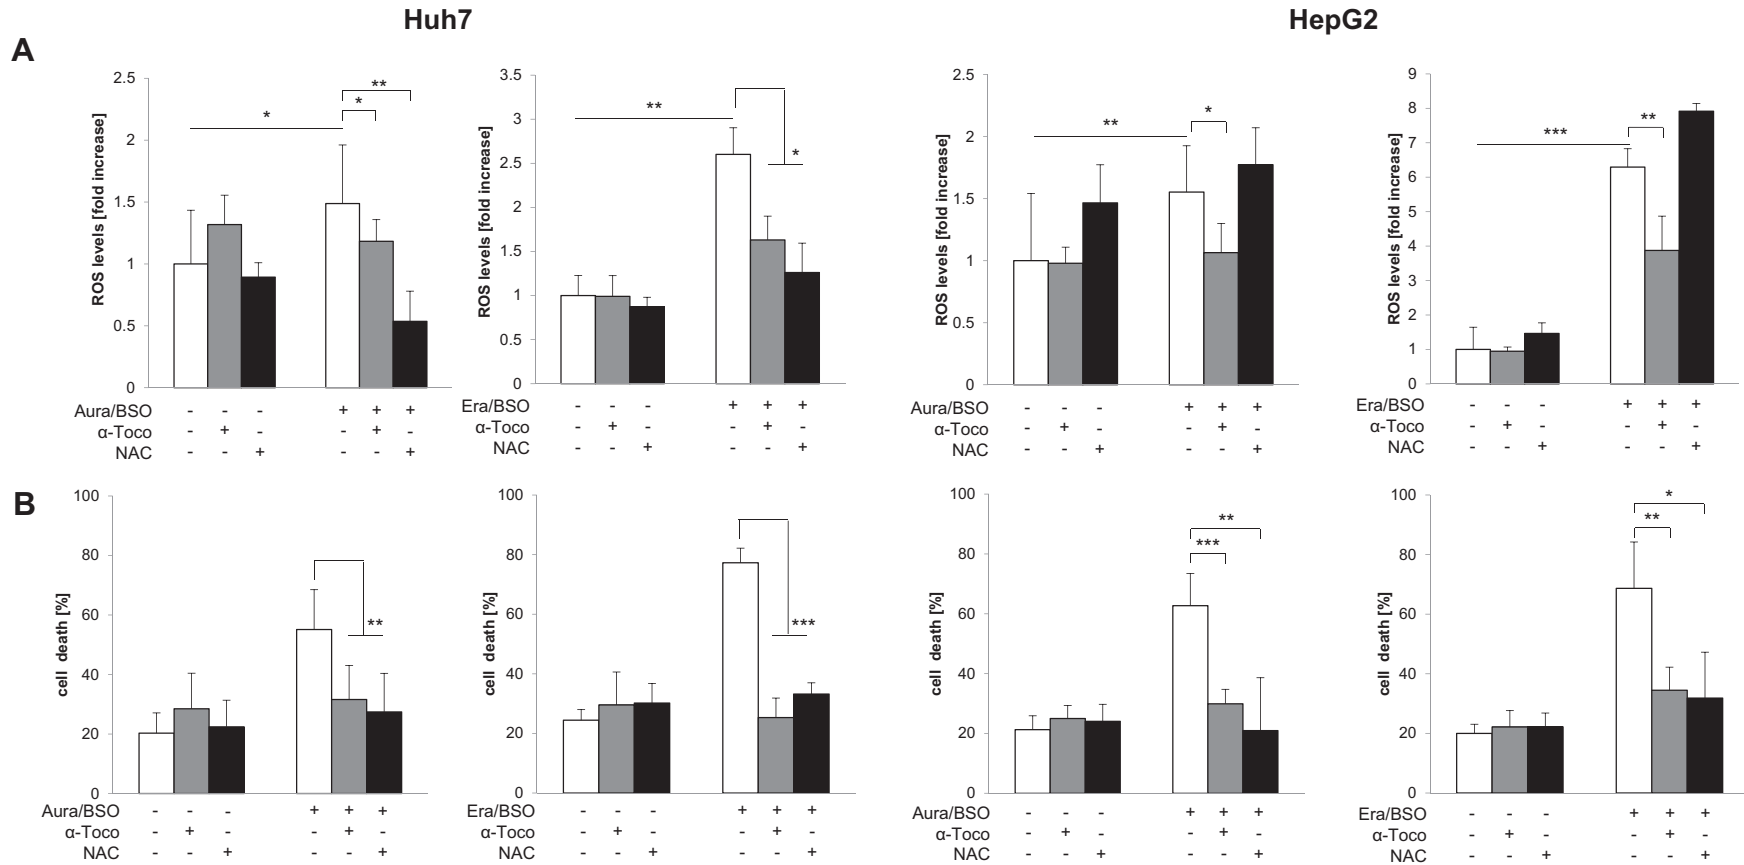 Huh7 HepG2
A
ROS levels [fold increase]
2.5
2
1.5
1
0.5
0
* * **
Aura/BSO - - - + + +
α-Toco - + - - + -
NAC - - + - - +
ROS levels [fold increase]
3.5
3
2.5
2
1.5
1
0.5
0
** *
Era/BSO - - - + + +
α-Toco - + - - + -
NAC - - + - - +
ROS levels [fold increase]
2.5
2
1.5
1
0.5
0
** *
Aura/BSO - - - + + +
α-Toco - + - - + -
NAC - - + - - +
ROS levels [fold increase]
9
8
7
6
5
4
3
2
1
0
*** **
Era/BSO - - - + + +
α-Toco - + - - + -
NAC - - + - - +
B
cell death [%]
100
80
60
40
20
0
**
Aura/BSO - - - + + +
α-Toco - + - - + -
NAC - - + - - +
cell death [%]
100
80
60
40
20
0
***
Era/BSO - - - + + +
α-Toco - + - - + -
NAC - - + - - +
cell death [%]
100
80
60
40
20
0
**
***
Aura/BSO - - - + + +
α-Toco - + - - + -
NAC - - + - - +
cell death [%]
100
80
60
40
20
0
*
**
Era/BSO - - - + + +
α-Toco - + - - + -
NAC - - + - - +